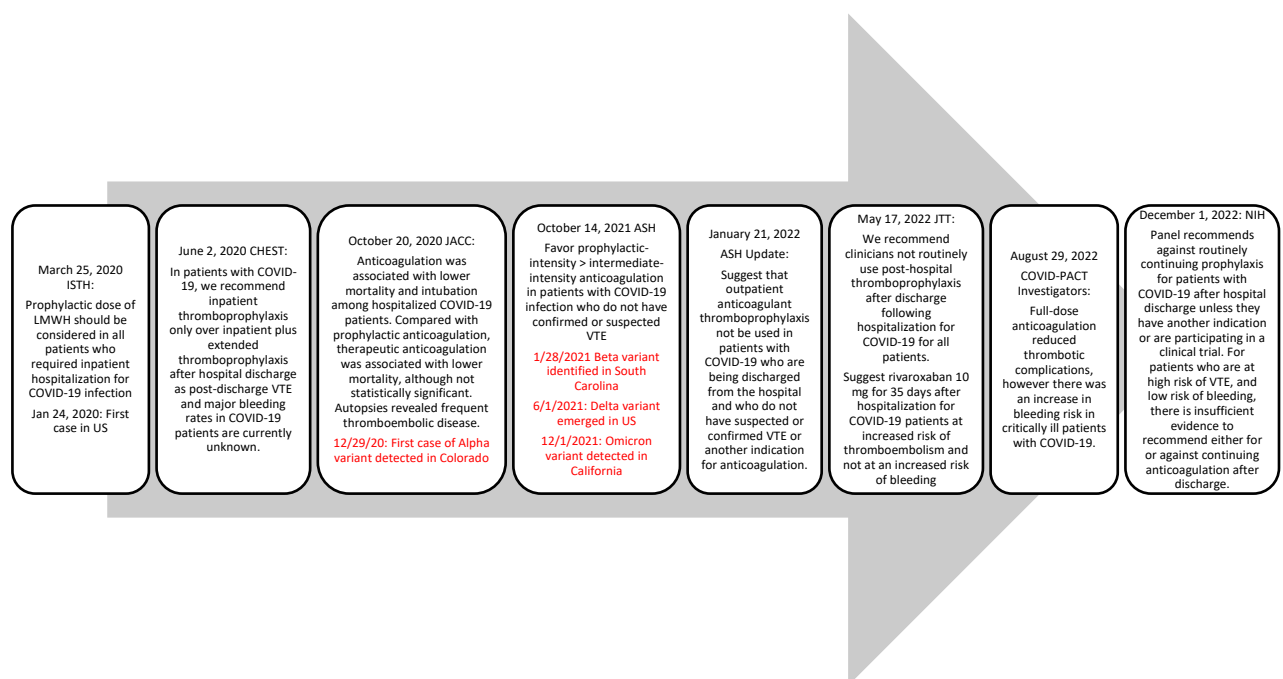 March 25, 2020
ISTH:
Prophylactic dose of
LMWH should be
considered in all
patients who
required inpatient
hospitalization for
COVID-19 infection
Jan 24, 2020: First
case in US
June 2, 2020 CHEST:
In patients with COVID-
19, we recommend
inpatient
thromboprophylaxis
only over inpatient plus
extended
thromboprophylaxis
after hospital discharge
as post-discharge VTE
and major bleeding
rates in COVID-19
patients are currently
unknown.
October 20, 2020 JACC:
Anticoagulation was
associated with lower
mortality and intubation
among hospitalized COVID-19
patients. Compared with
prophylactic anticoagulation,
therapeutic anticoagulation
was associated with lower
mortality, although not
statistically significant.
Autopsies revealed frequent
thromboembolic disease.
12/29/20: First case of Alpha
variant detected in Colorado
October 14, 2021 ASH
Favor prophylactic-
intensity > intermediate-
intensity anticoagulation
in patients with COVID-19
infection who do not have
confirmed or suspected
VTE
1/28/2021 Beta variant
identified in South
Carolina
6/1/2021: Delta variant
emerged in US
12/1/2021: Omicron
variant detected in
California
January 21, 2022
ASH Update:
Suggest that
outpatient
anticoagulant
thromboprophylaxis
not be used in
patients with
COVID-19 who are
being discharged
from the hospital
and who do not
have suspected or
confirmed VTE or
another indication
for anticoagulation.
May 17, 2022 JTT:
We recommend
clinicians not routinely
use post-hospital
thromboprophylaxis
after discharge
following
hospitalization for
COVID-19 for all
patients.
Suggest rivaroxaban 10
mg for 35 days after
hospitalization for
COVID-19 patients at
increased risk of
thromboembolism and
not at an increased risk
of bleeding
August 29, 2022
COVID-PACT
Investigators:
Full-dose
anticoagulation
reduced
thrombotic
complications,
however there was
an increase in
bleeding risk in
critically ill patients
with COVID-19.
December 1, 2022: NIH
Panel recommends
against routinely
continuing prophylaxis
for patients with
COVID-19 after hospital
discharge unless they
have another indication
or are participating in a
clinical trial. For
patients who are at
high risk of VTE, and
low risk of bleeding,
there is insufficient
evidence to
recommend either for
or against continuing
anticoagulation after
discharge.